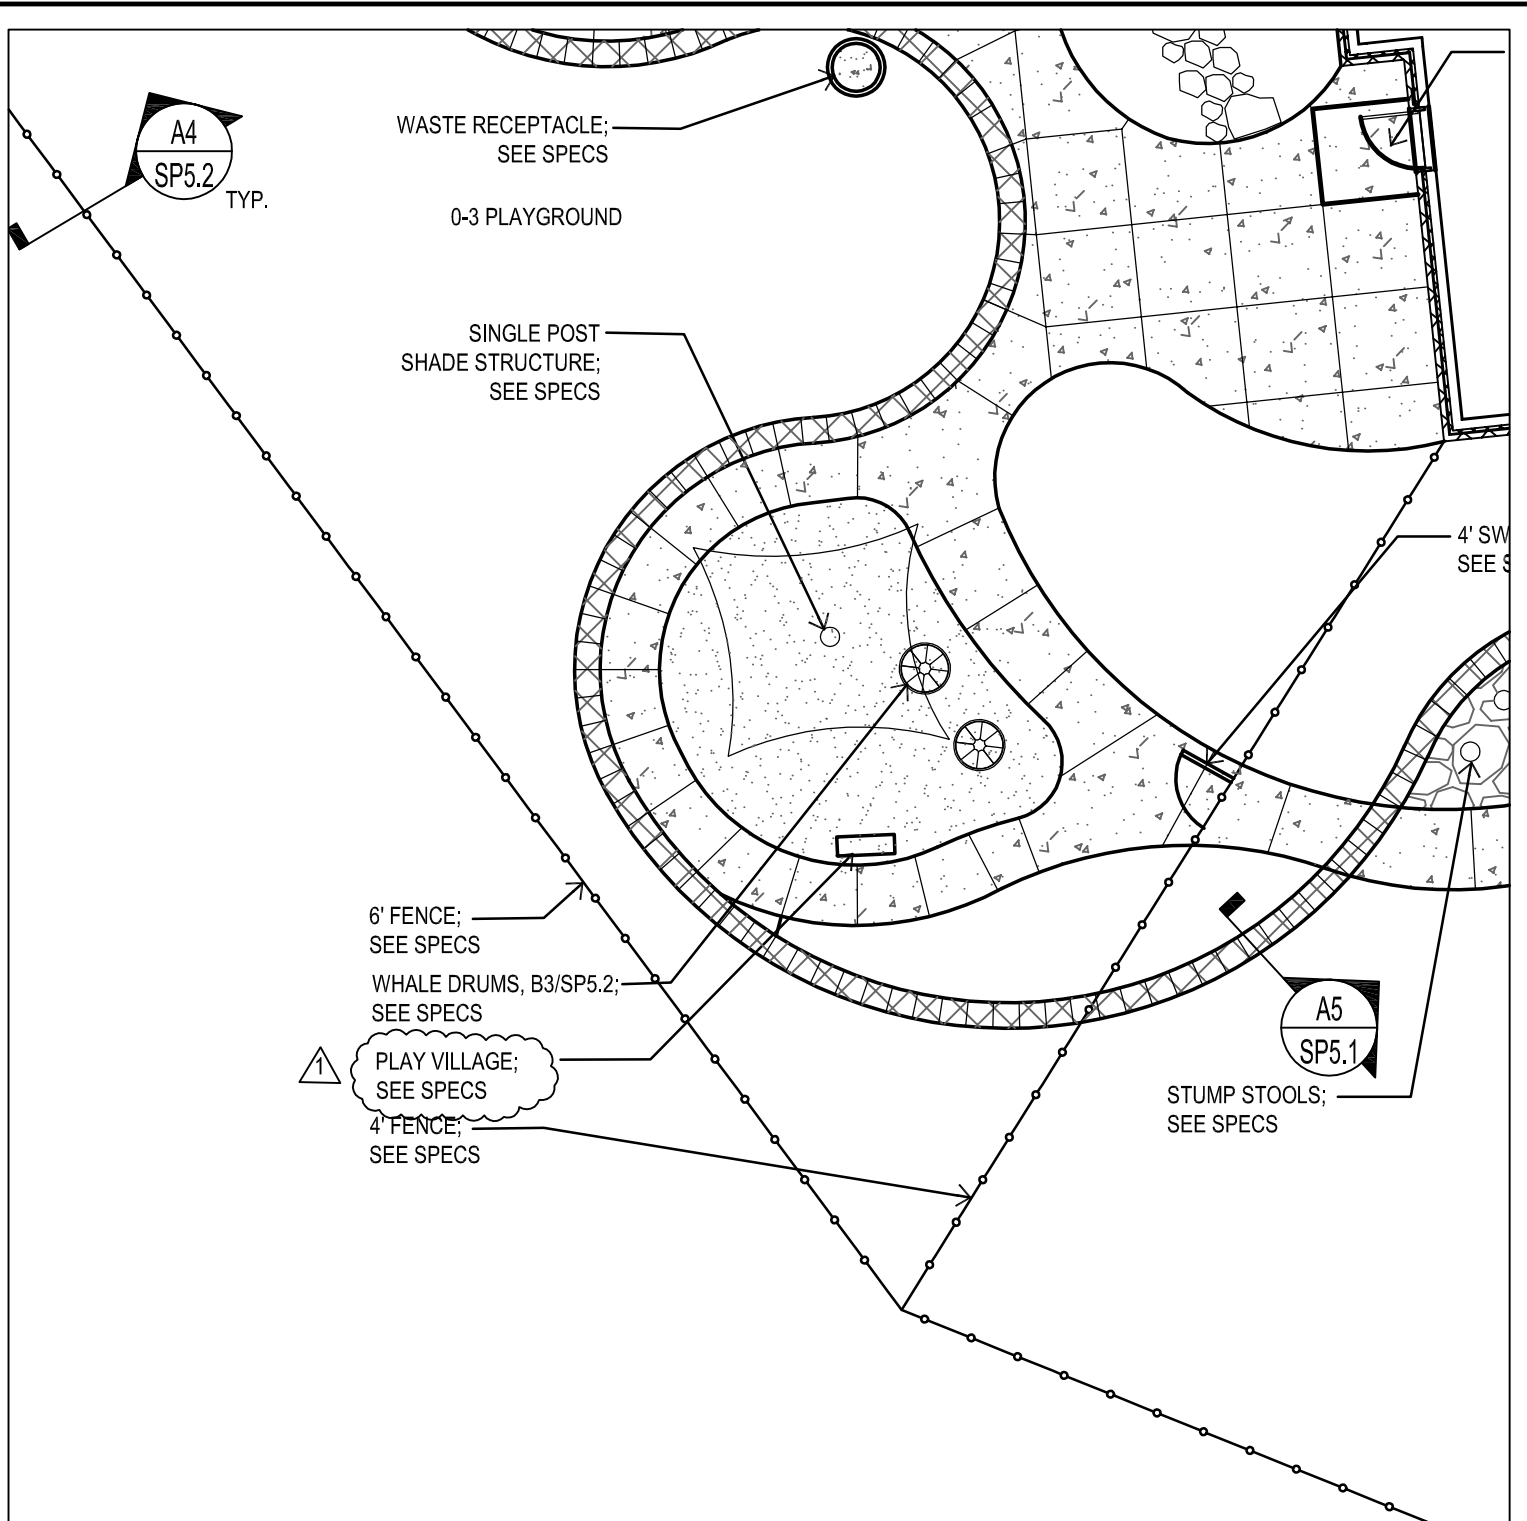 A4
SP5.2
TYP.
WASTE RECEPTACLE;
SEE SPECS
0-3 PLAYGROUND
SINGLE POST
SHADE STRUCTURE;
SEE SPECS
4' SW
SEE
6' FENCE;
SEE SPECS
WHALE DRUMS, B3/SP5.2;
SEE SPECS
1
PLAY VILLAGE;
SEE SPECS
4' FENCE;
SEE SPECS
A5
SP5.1
STUMP STOOLS;
SEE SPECS